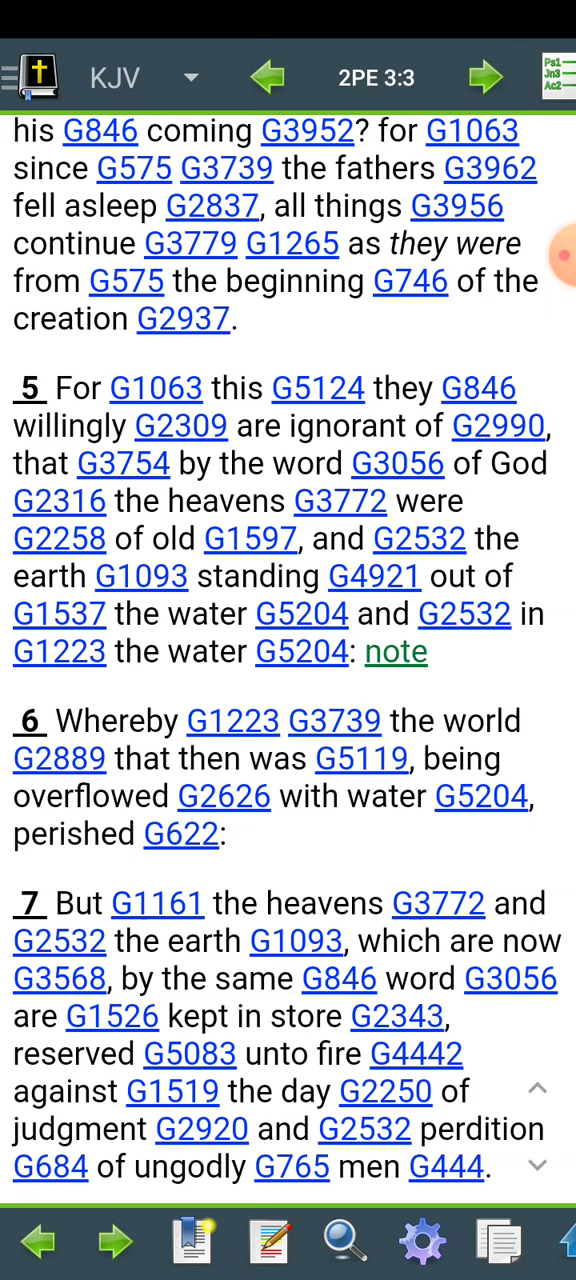 KJV 2PE 3:3 Ps1
Jn3
Ac2
his G846 coming G3952? for G1063
since G575 G3739 the fathers G3962
fell asleep G2837, all things G3956
continue G3779 G1265 as they were
from G575 the beginning G746 of the
creation G2937.
5 For G1063 this G5124 they G846
willingly G2309 are ignorant of G2990,
that G3754 by the word G3056 of God
G2316 the heavens G3772 were
G2258 of old G1597, and G2532 the
earth G1093 standing G4921 out of
G1537 the water G5204 and G2532 in
G1223 the water G5204: note
6 Whereby G1223 G3739 the world
G2889 that then was G5119, being
overflowed G2626 with water G5204,
perished G622:
7 But G1161 the heavens G3772 and
G2532 the earth G1093, which are now
G3568, by the same G846 word G3056
are G1526 kept in store G2343,
reserved G5083 unto fire G4442
against G1519 the day G2250 of
judgment G2920 and G2532 perdition
G684 of ungodly G765 men G444.